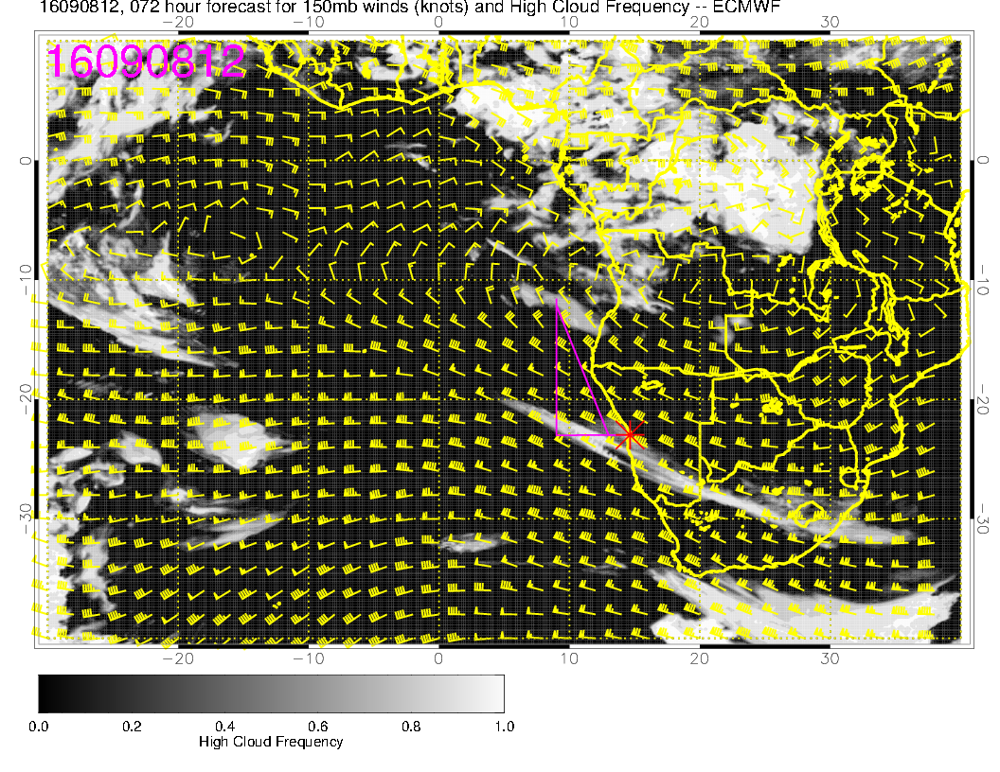 16090812, 072 hour forecast for 150mb winds (knots) and High Cloud Frequency -- ECMWF
−20 −10 0 10 20 30
16090812
0 0
−10 −10
−20 −20
−30 −30
−20 −10 0 10 20 30
0.0 0.2 0.4 0.6 0.8 1.0
High Cloud Frequency